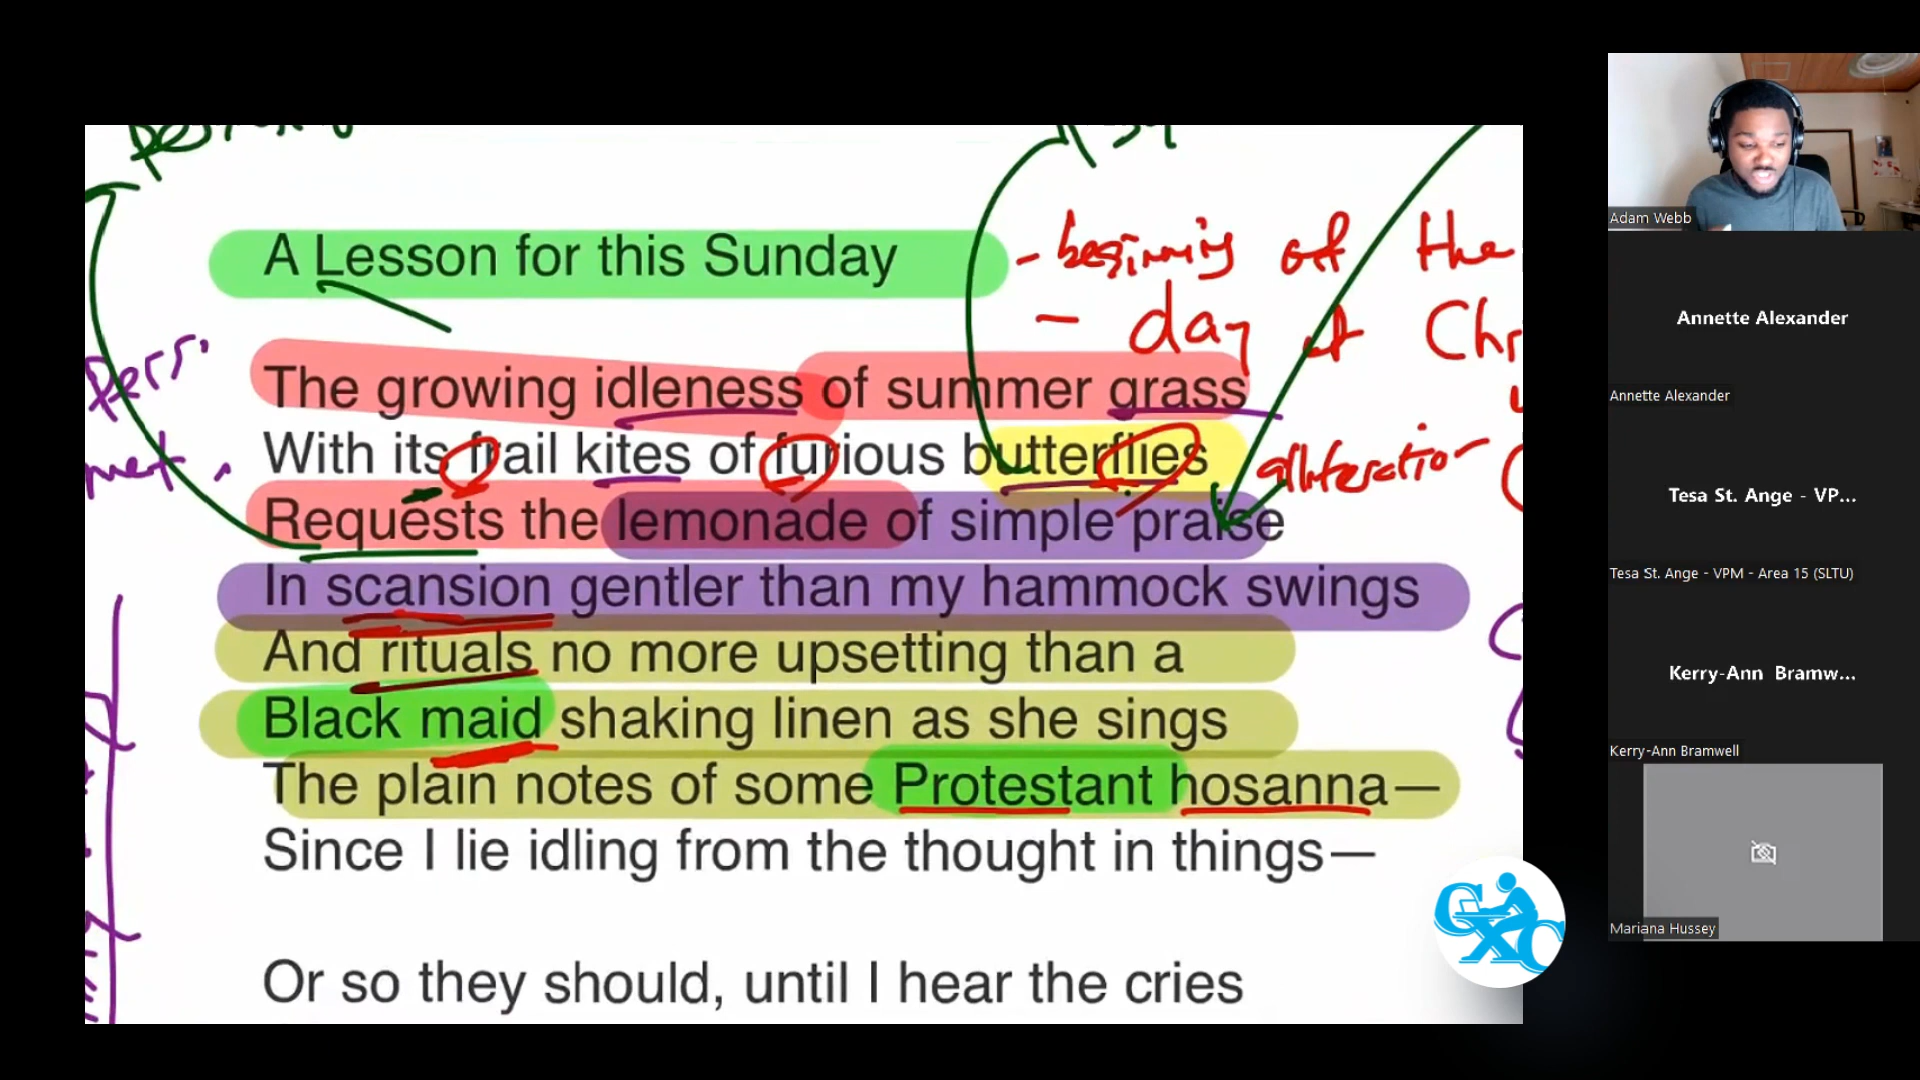 A Lesson for this Sunday
- beginning of the
- day of Chr
The growing idleness of summer grass
Pers.
With its frail kites of furious butterflies
alliteration
met.
Requests the lemonade of simple praise
In scansion gentler than my hammock swings
And rituals no more upsetting than a
Black maid shaking linen as she sings
The plain notes of some Protestant hosanna—
Since I lie idling from the thought in things—
Or so they should, until I hear the cries
CXC
Adam Webb
Annette Alexander
Annette Alexander
Tesa St. Ange - VP...
Tesa St. Ange - VPM - Area 15 (SLTU)
Kerry-Ann Bramw...
Kerry-Ann Bramwell
Mariana Hussey